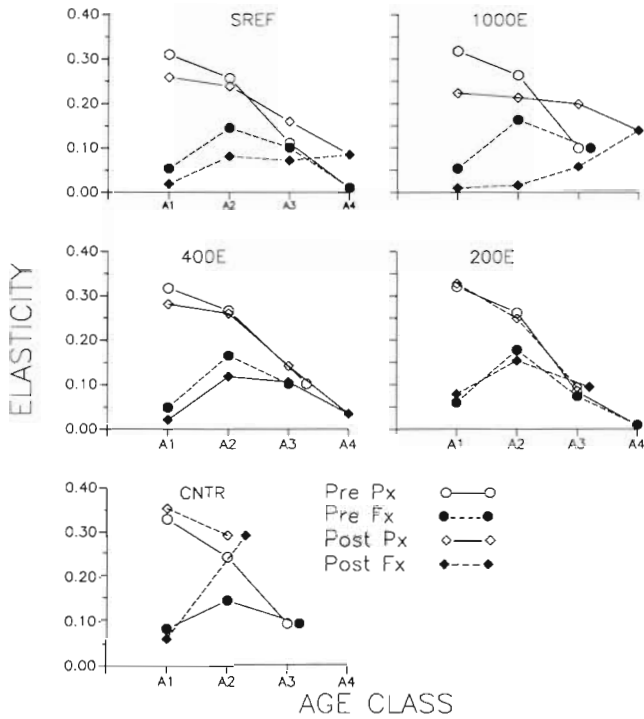 SREF 1000E
0.40
0.30
0.20
0.10
0.00
A1 A2 A3 A4
ELASTICITY
400E 200E
0.40
0.30
0.20
0.10
0.00
A1 A2 A3 A4 A1 A2 A3 A4
CNTR
0.40
0.30
0.20
0.10
0.00
A1 A2 A3 A4
Pre Px
Pre Fx
Post Px
Post Fx
AGE CLASS